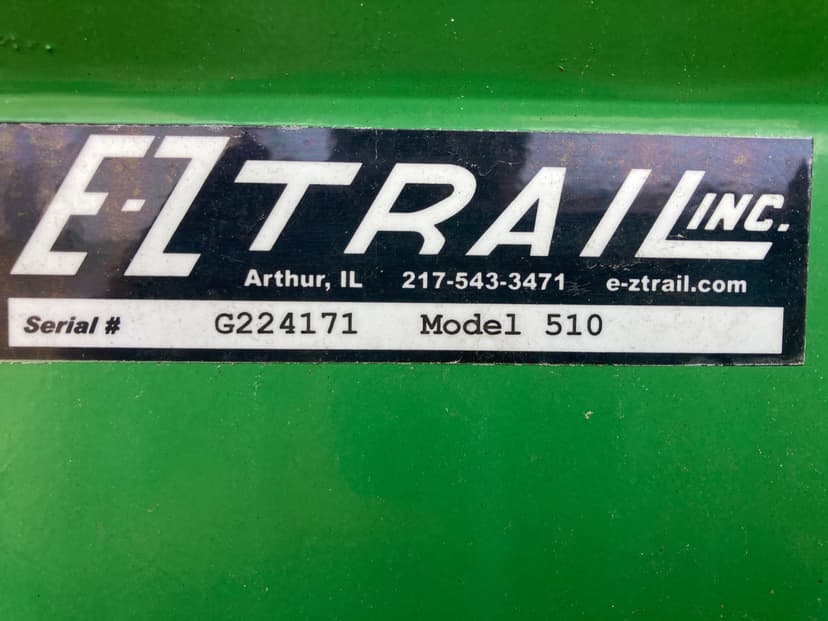 E-Z TRAIL INC.
Arthur, IL 217-543-3471 e-ztrail.com
Serial # G224171 Model 510